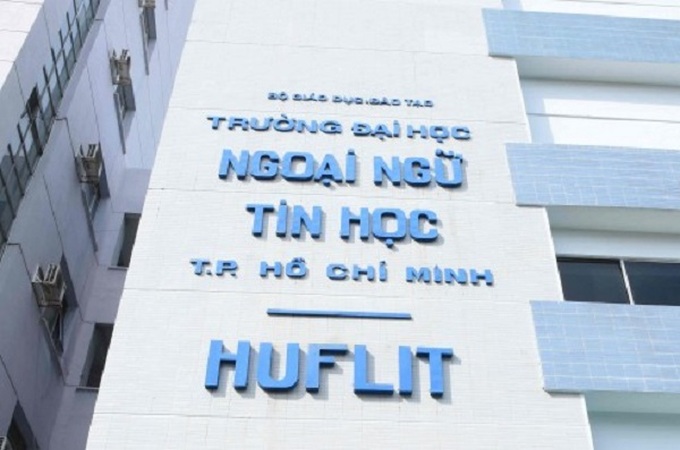 BỘ GIÁO DỤC ĐÀO TẠO
TRƯỜNG ĐẠI HỌC
NGOẠI NGỮ
TIN HỌC
T.P. HỒ CHÍ MINH
HUFLIT